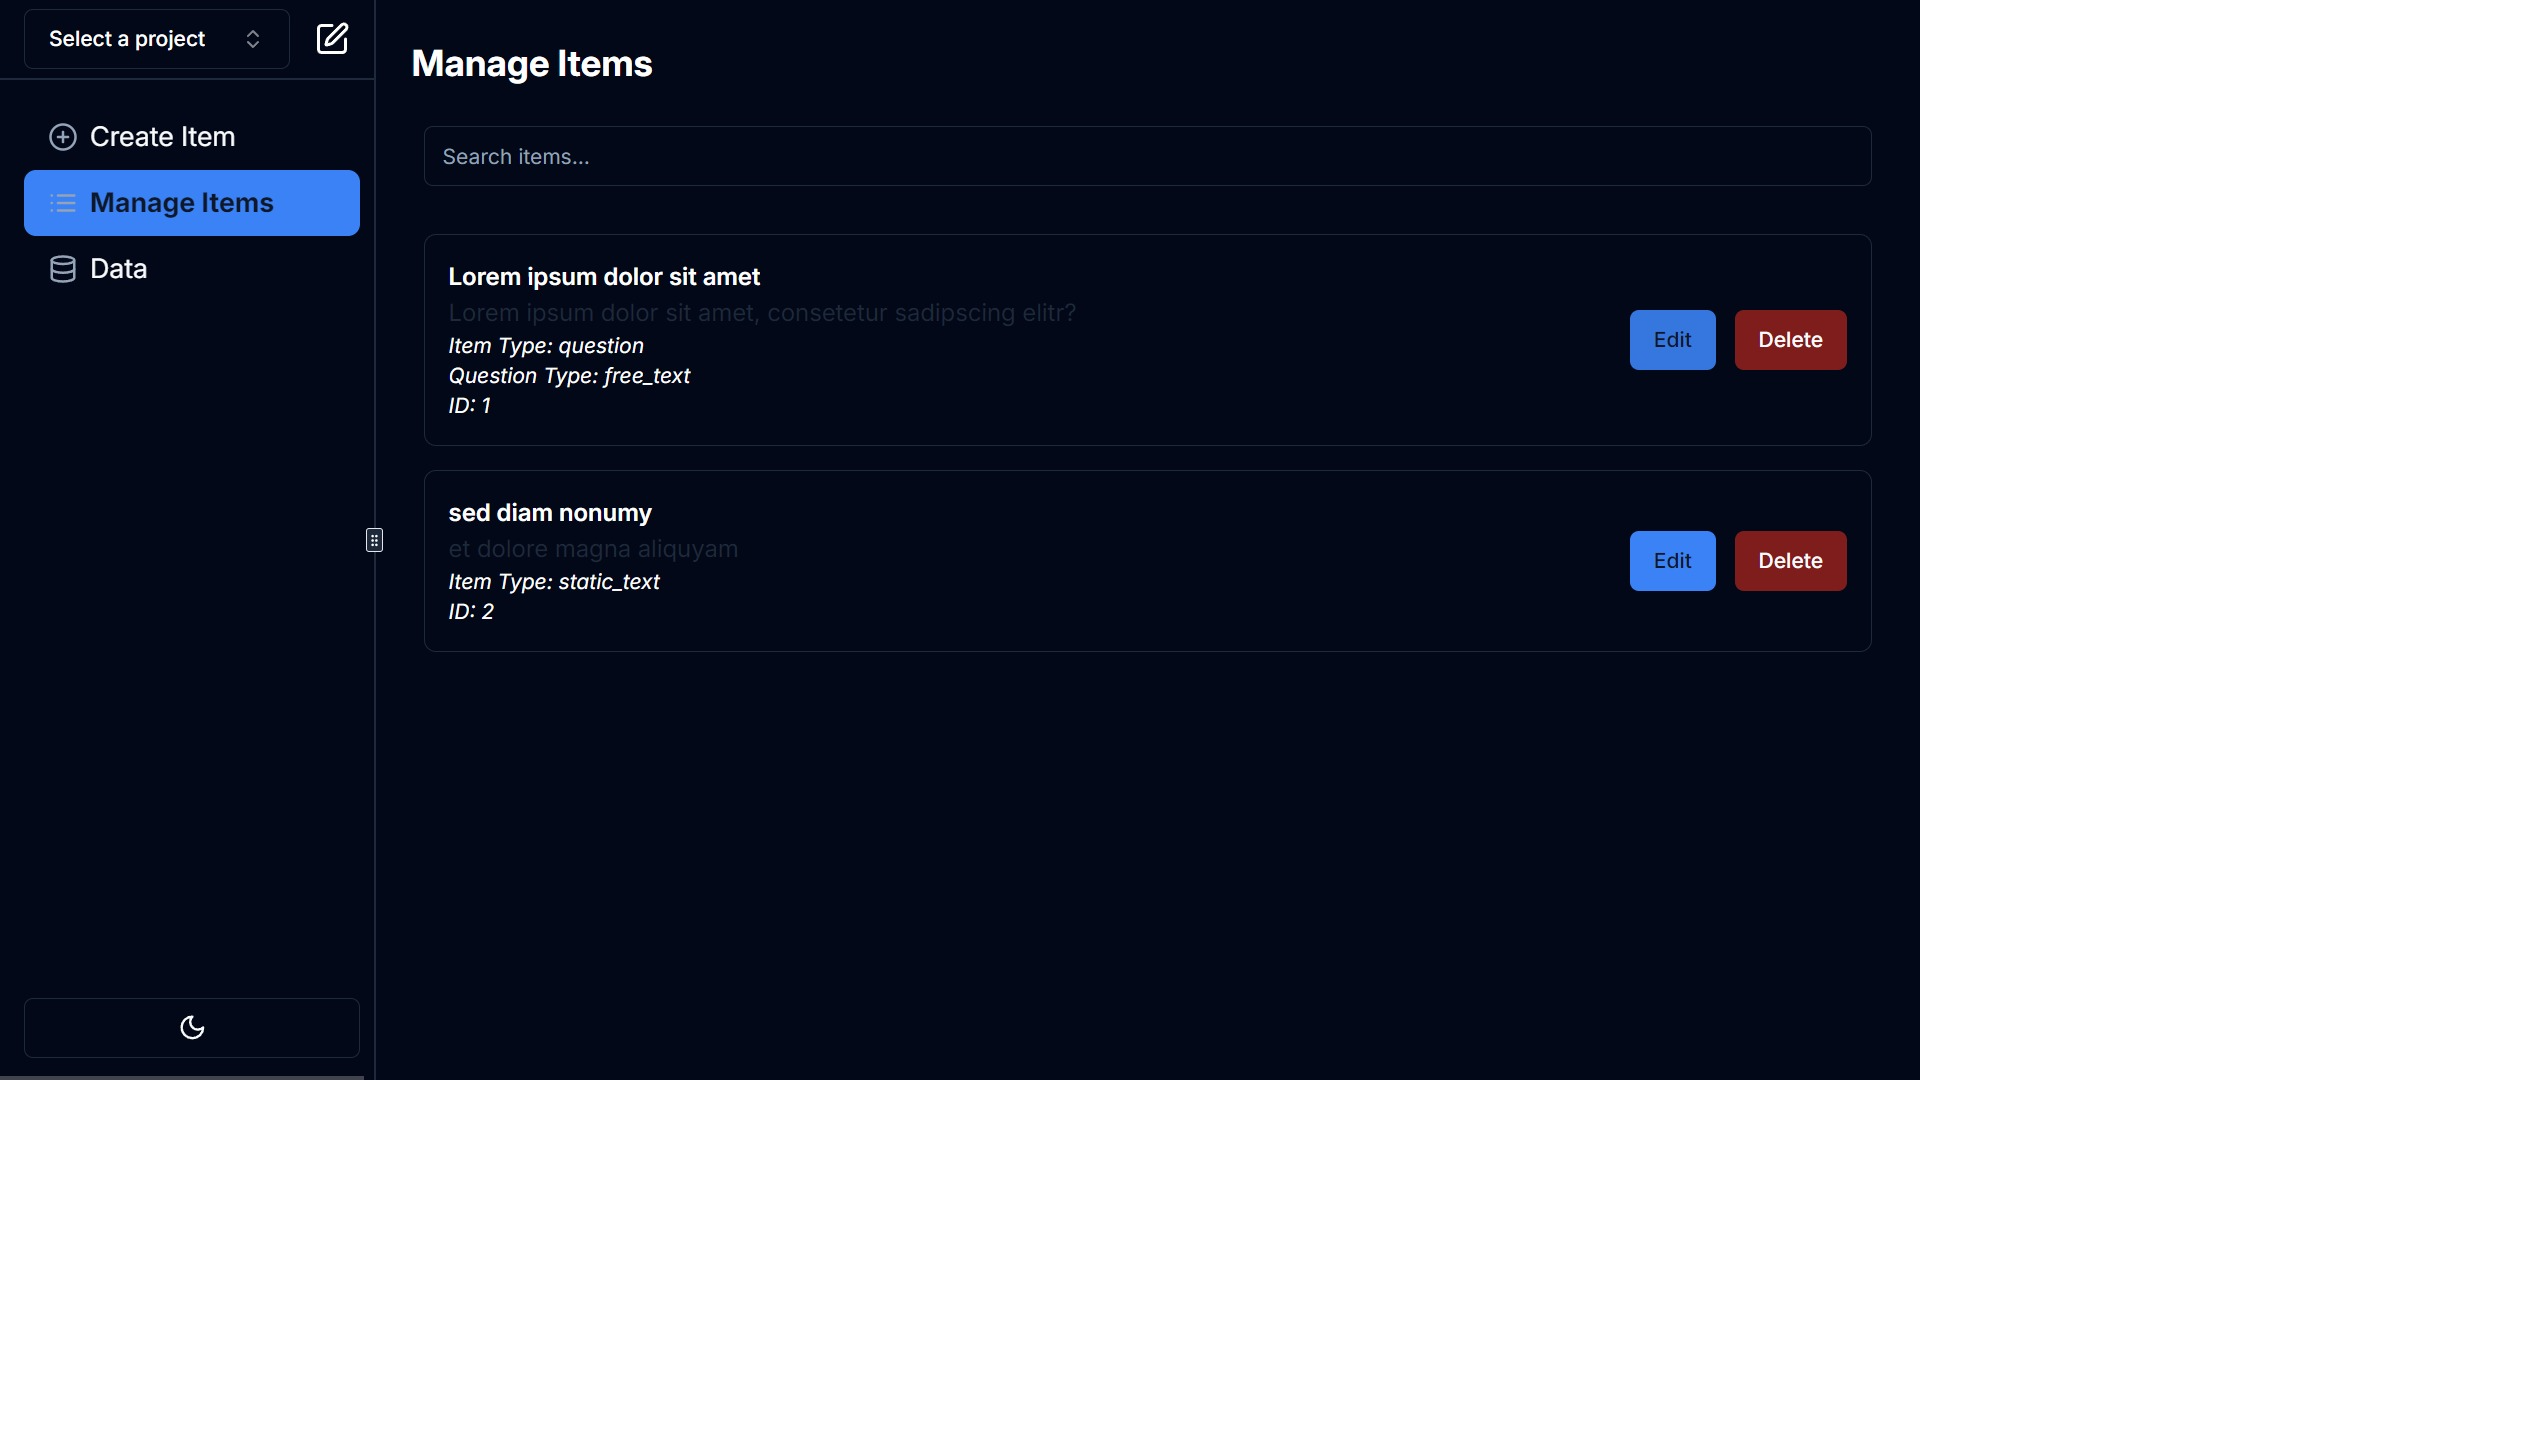 Select a project
Create Item
Manage Items
Data
Manage Items
Search items...
Lorem ipsum dolor sit amet
Lorem ipsum dolor sit amet, consetetur sadipscing elitr?
Item Type: question
Question Type: free_text
ID: 1
Edit
Delete
sed diam nonumy
et dolore magna aliquyam
Item Type: static_text
ID: 2
Edit
Delete